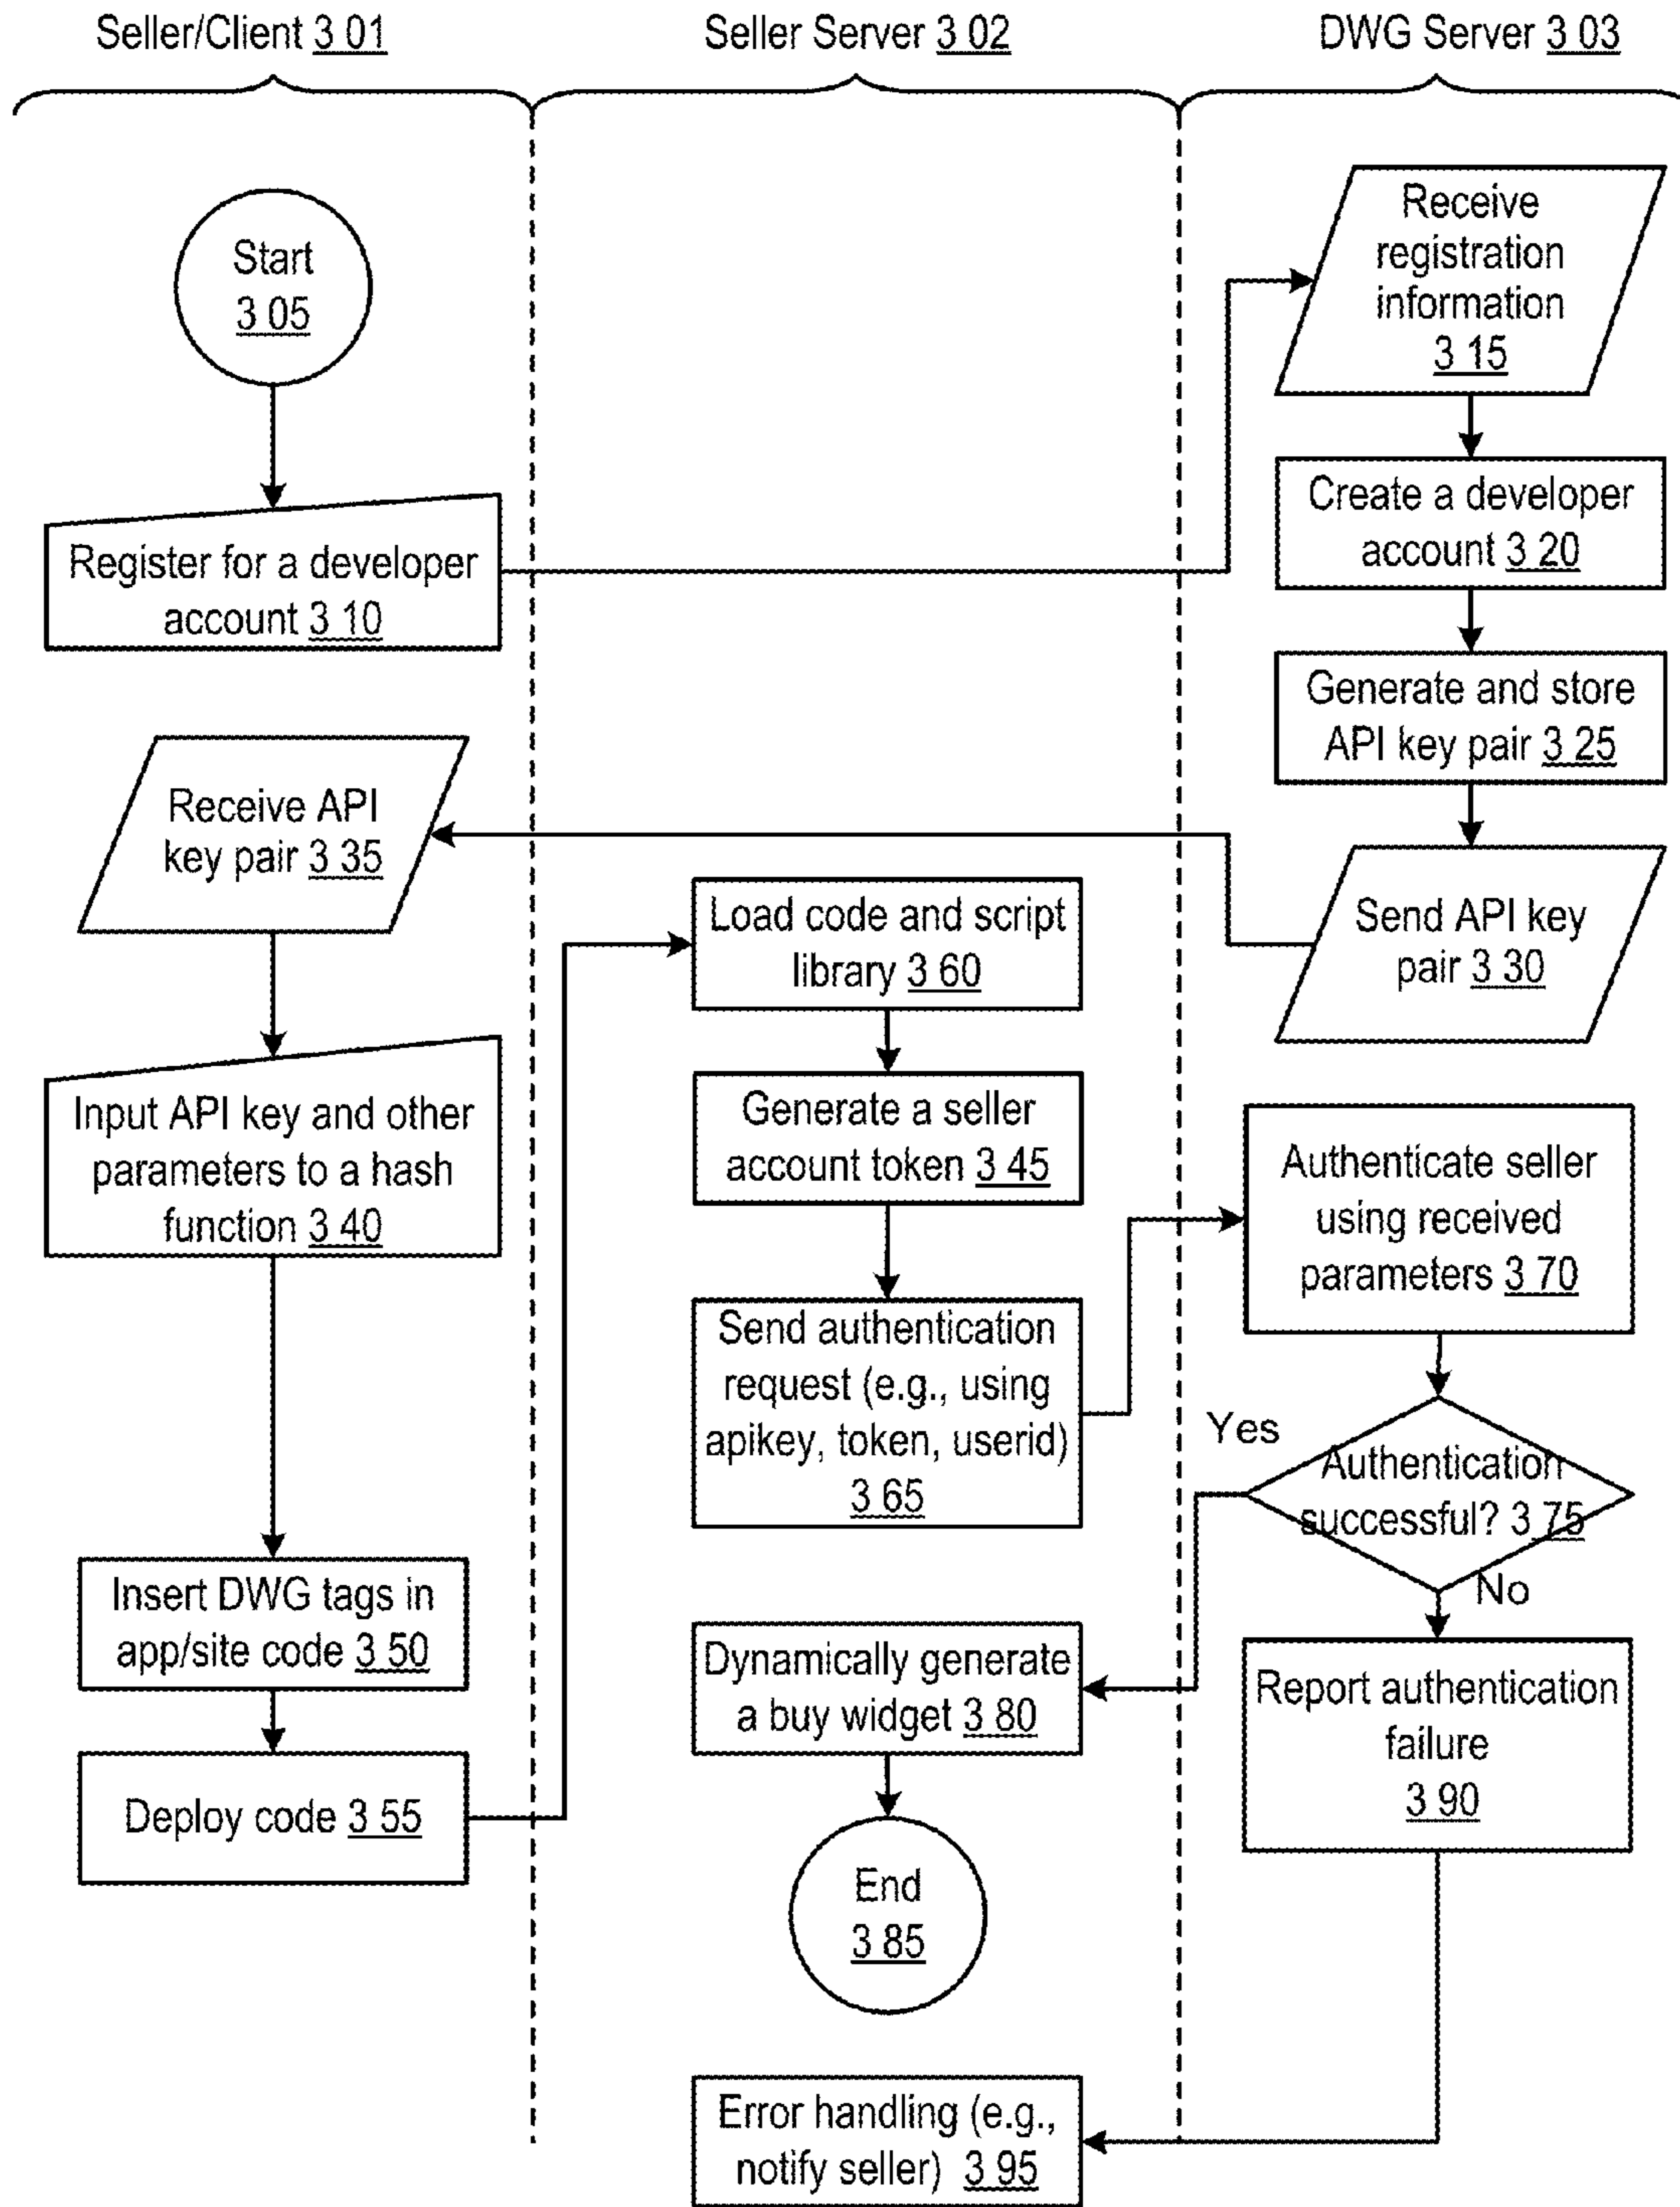 Seller/Client 3 01
Seller Server 3 02
DWG Server 3 03
Start
3 05
Register for a developer
account 3 10
Receive
registration
information
3 15
Create a developer
account 3 20
Generate and store
API key pair 3 25
Send API key
pair 3 30
Receive API
key pair 3 35
Input API key and other
parameters to a hash
function 3 40
Insert DWG tags in
app/site code 3 50
Deploy code 3 55
Load code and script
library 3 60
Generate a seller
account token 3 45
Send authentication
request (e.g., using
apikey, token, userid)
3 65
Authenticate seller
using received
parameters 3 70
Authentication
successful? 3 75
Yes
No
Dynamically generate
a buy widget 3 80
End
3 85
Report authentication
failure
3 90
Error handling (e.g.,
notify seller) 3 95